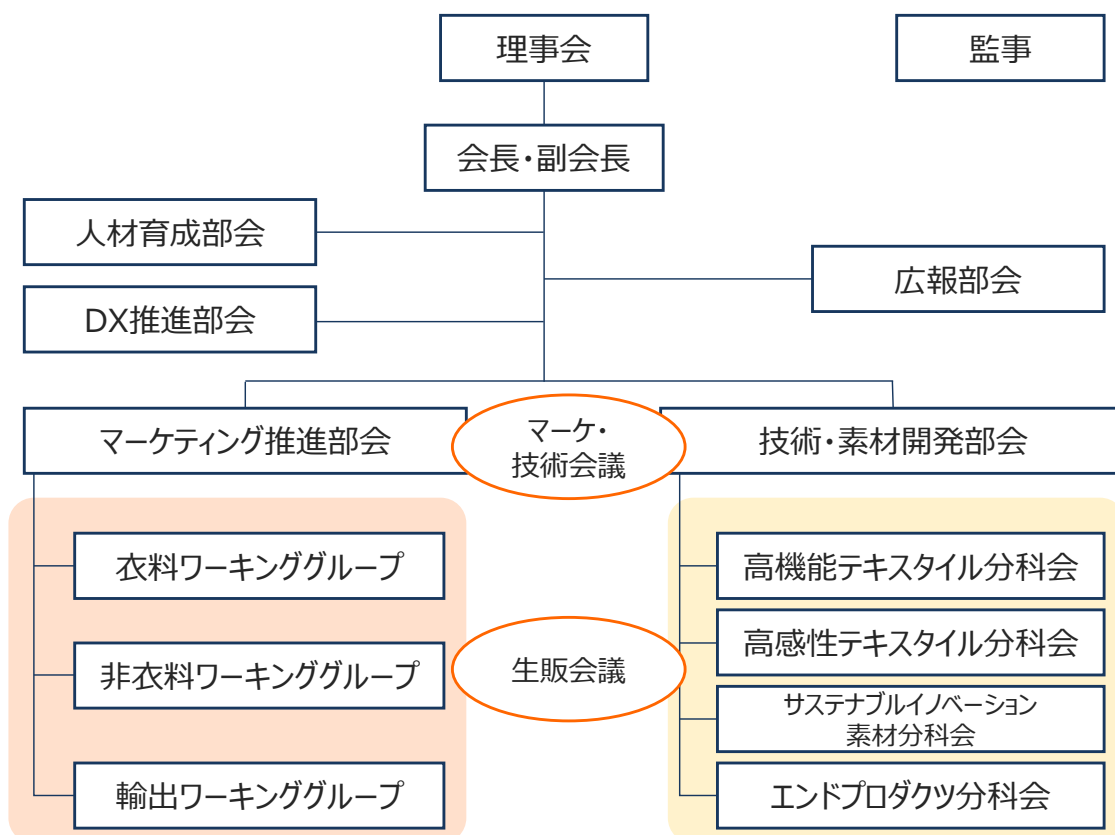 理事会
監事
会長・副会長
人材育成部会
広報部会
DX推進部会
マーケティング推進部会
マーケ・
技術会議
技術・素材開発部会
衣料ワーキンググループ
高機能テキスタイル分科会
非衣料ワーキンググループ
生販会議
高感性テキスタイル分科会
サステナブルイノベーション
素材分科会
輸出ワーキンググループ
エンドプロダクツ分科会